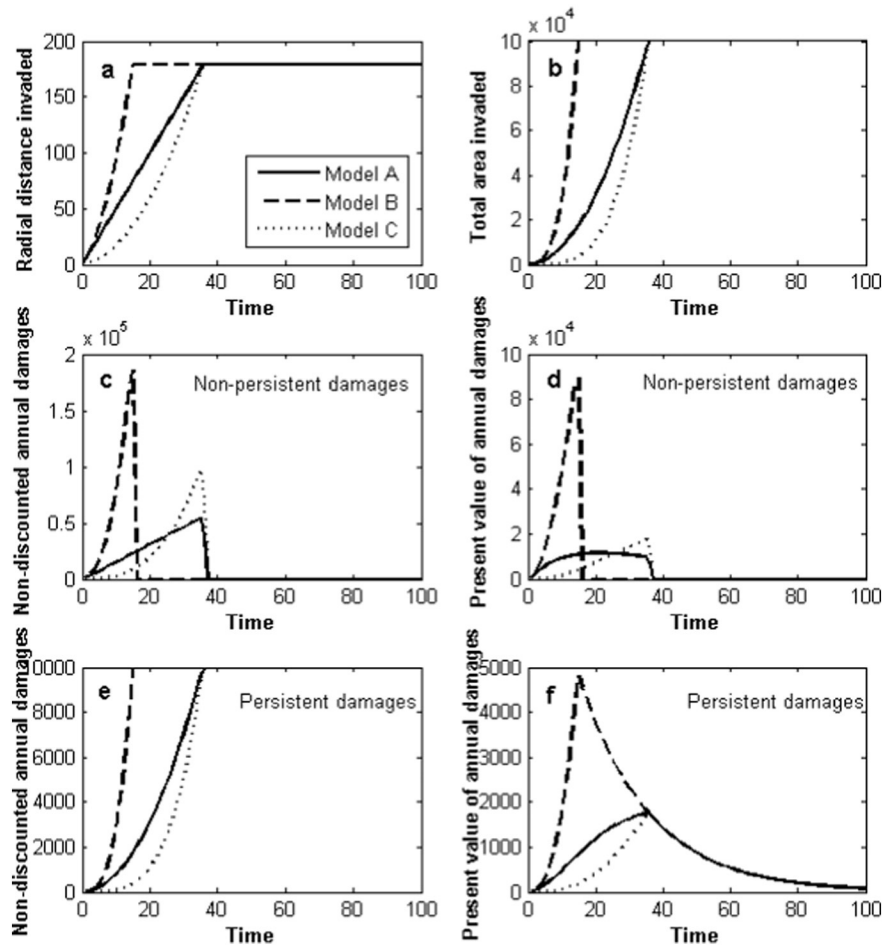 a
Radial distance invaded
200
150
100
50
0
0 20 40 60 80 100
Time
Model A
Model B
Model C
b
x 10^4
Total area invaded
10
8
6
4
2
0
0 20 40 60 80 100
Time
c
x 10^5
Non-discounted annual damages
2
1.5
1
0.5
0
0 20 40 60 80 100
Time
Non-persistent damages
d
x 10^4
Present value of annual damages
10
8
6
4
2
0
0 20 40 60 80 100
Time
Non-persistent damages
e
Non-discounted annual damages
0000
8000
6000
4000
2000
0
0 20 40 60 80 100
Time
Persistent damages
f
Present value of annual damages
5000
4000
3000
2000
1000
0
0 20 40 60 80 100
Time
Persistent damages